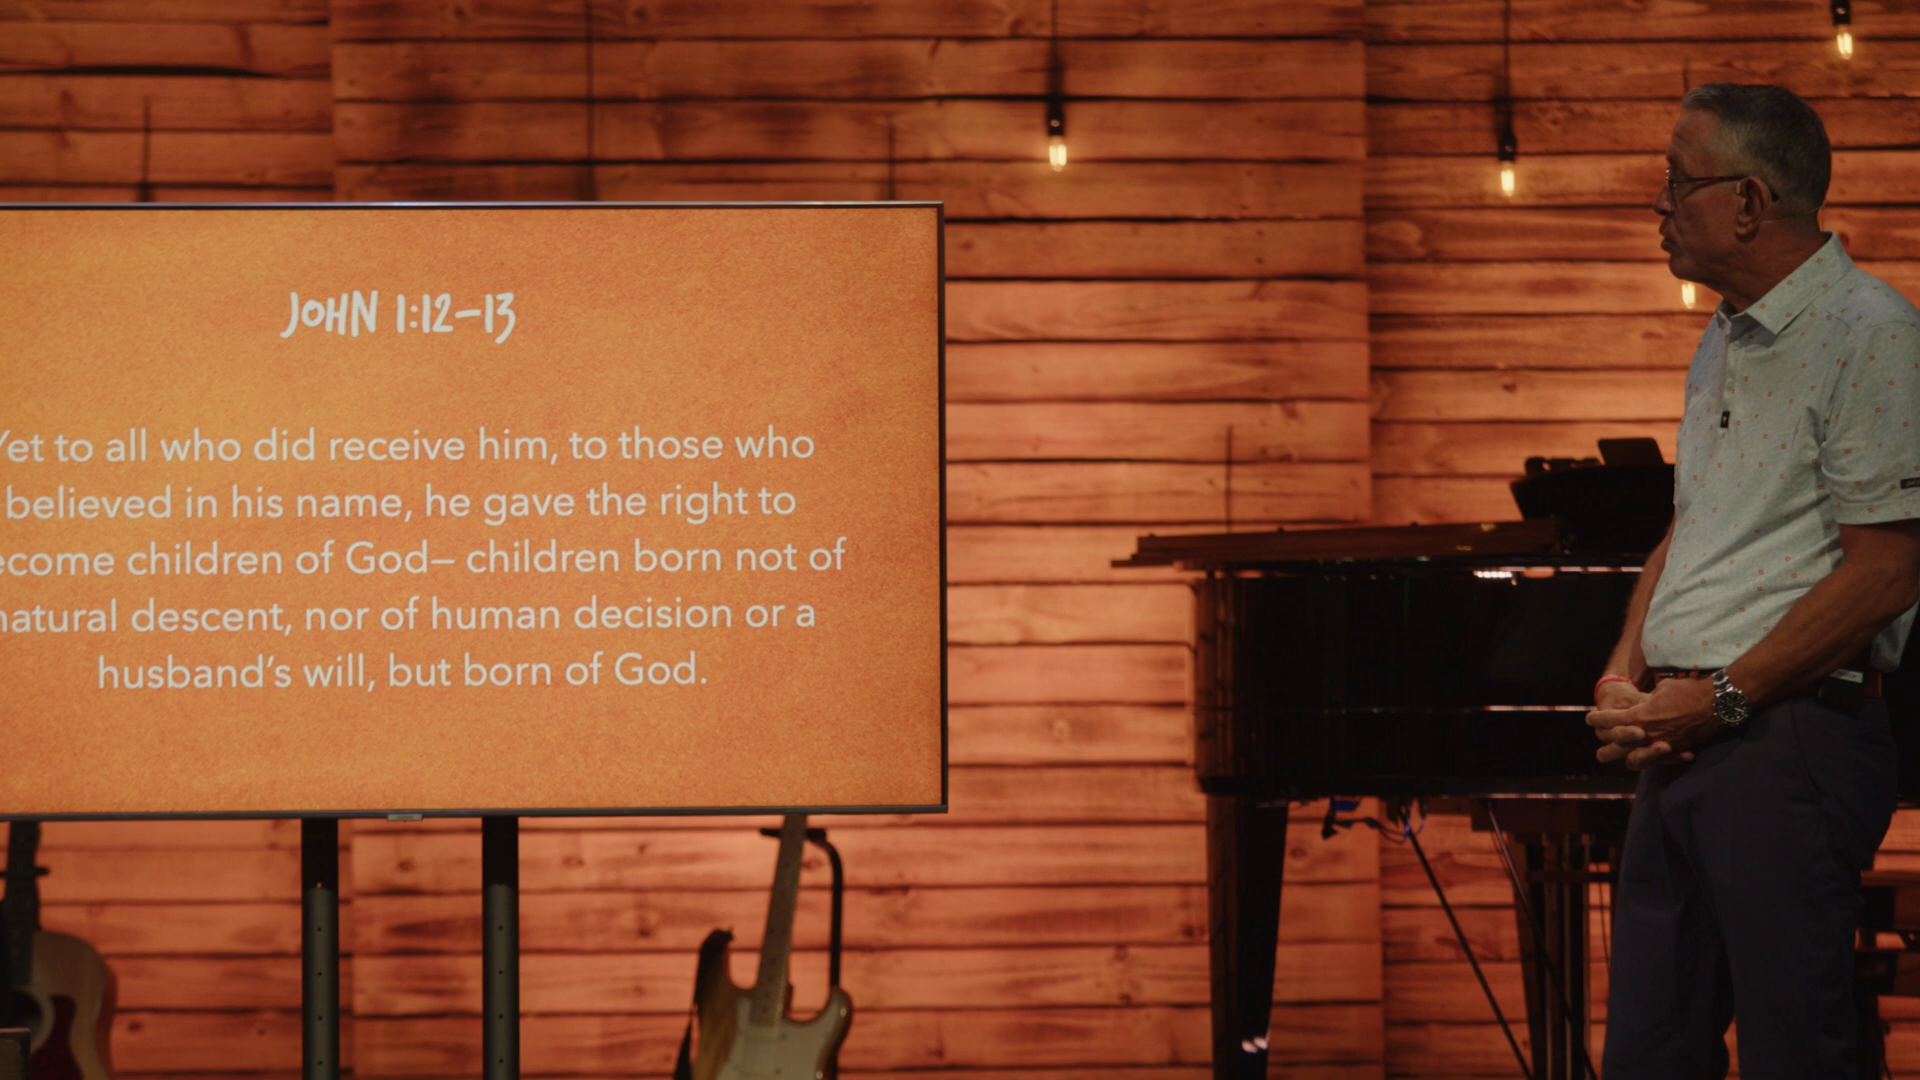 JOHN 1:12–13
Yet to all who did receive him, to those who
believed in his name, he gave the right to
ecome children of God– children born not of
natural descent, nor of human decision or a
husband's will, but born of God.